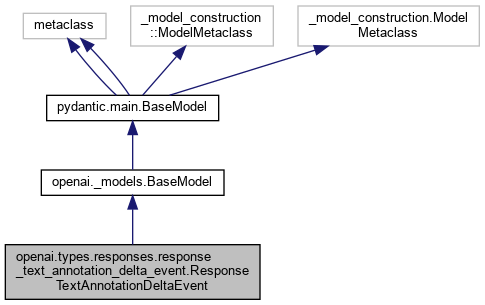 metaclass
_model_construction
::ModelMetaclass
_model_construction.Model
Metaclass
pydantic.main.BaseModel
openai._models.BaseModel
openai.types.responses.response
_text_annotation_delta_event.Response
TextAnnotationDeltaEvent